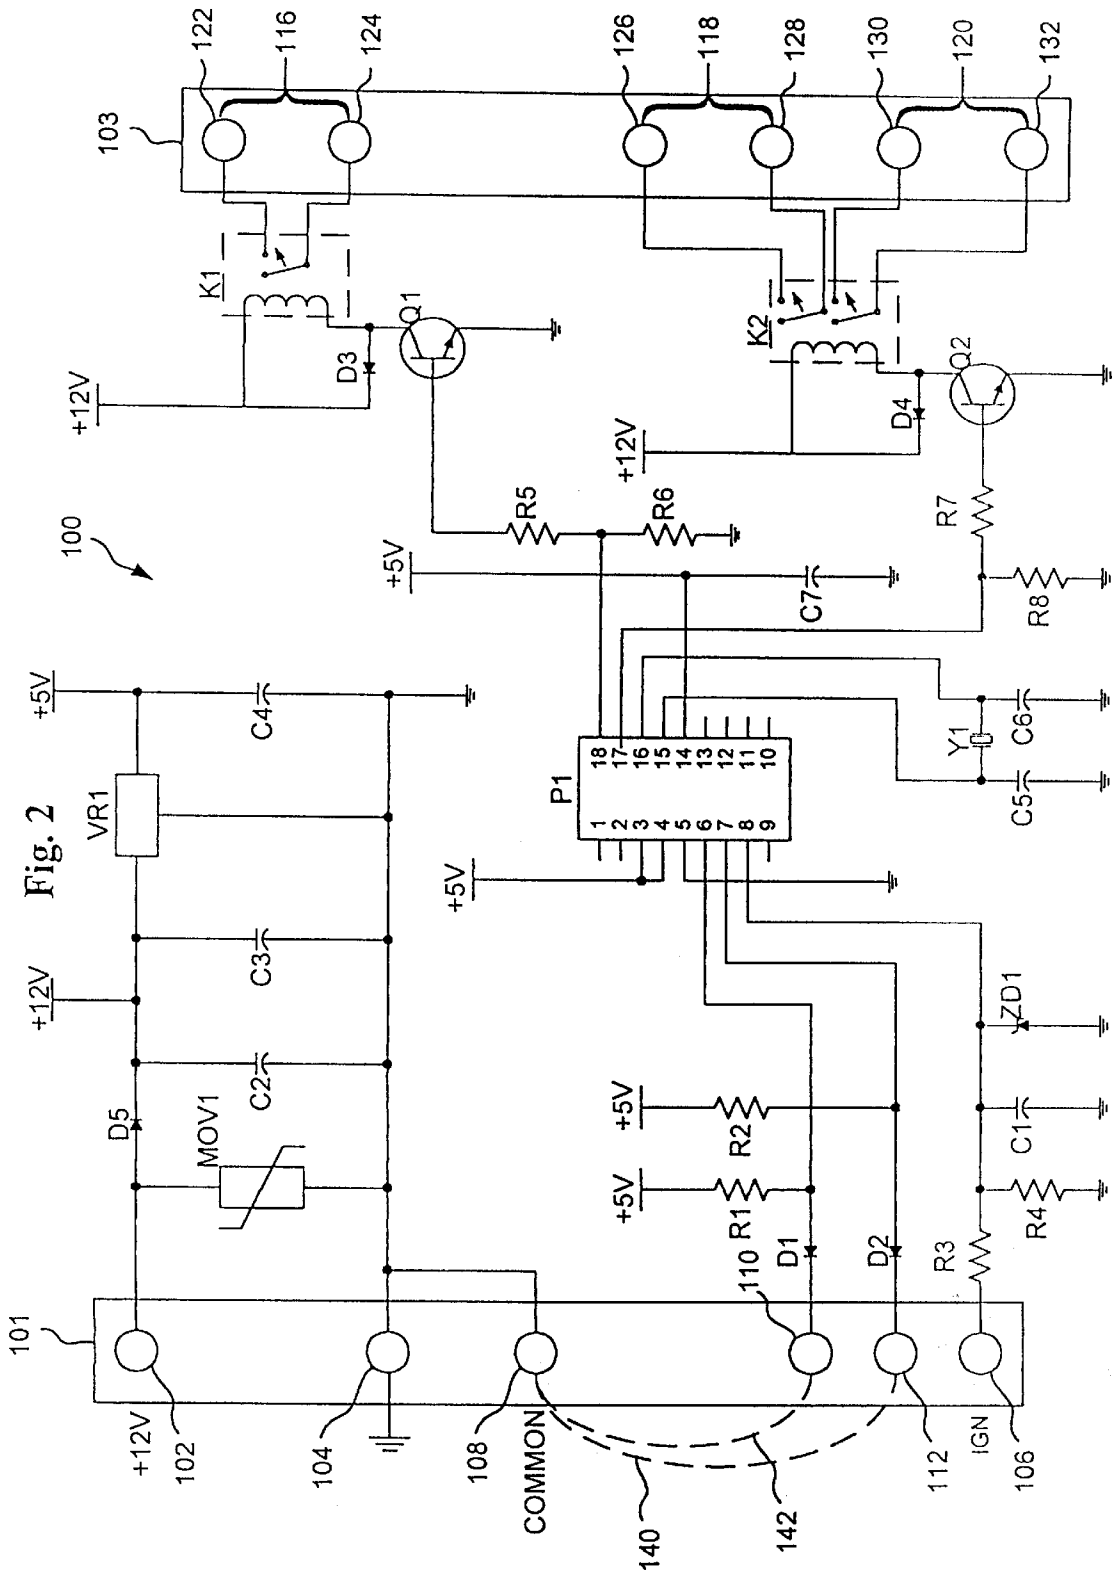 Fig. 2
100
101
+12V
102
104
108
COMMON
140
142
110
112
IGN
106
D5
MOV1
C2
+12V
C3
VR1
+5V
C4
+5V
+5V
R1
R2
D1
D2
R3
R4
C1
ZD1
+5V
P1
1
2
3
4
5
6
7
8
9
18
17
16
15
14
13
12
11
10
C5
Y1
C6
+5V
C7
R5
R6
R7
R8
+12V
D3
Q1
K1
+12V
D4
Q2
K2
103
122
116
124
126
118
128
130
120
132